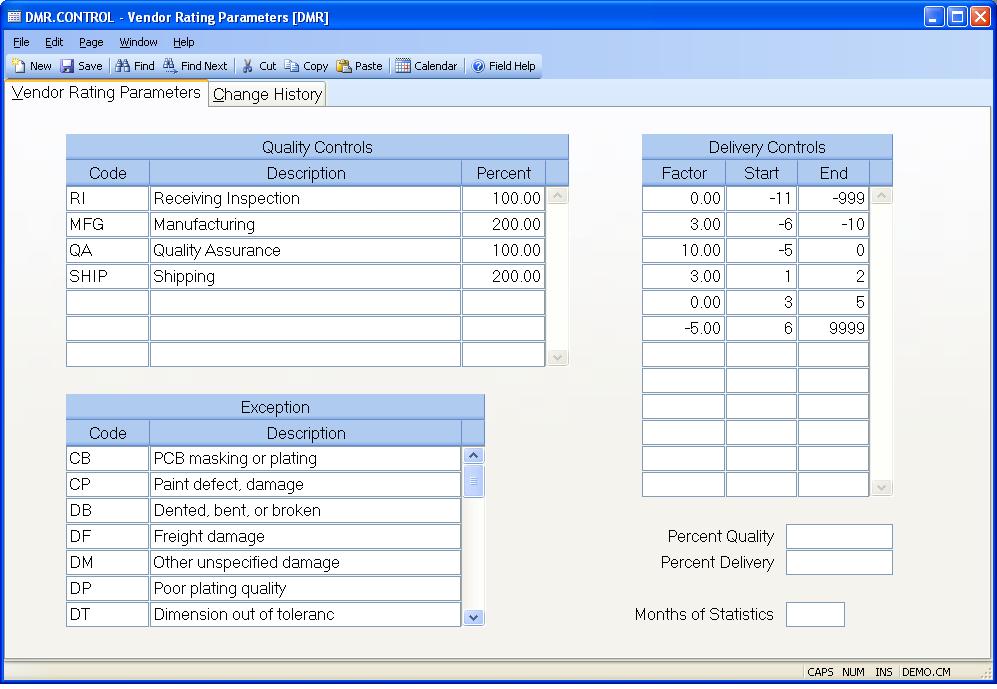 DMR.CONTROL - Vendor Rating Parameters [DMR]
File Edit Page Window Help
New Save Find Find Next Cut Copy Paste Calendar Field Help
Vendor Rating Parameters Change History
Quality Controls
Code Description Percent
RI Receiving Inspection 100.00
MFG Manufacturing 200.00
QA Quality Assurance 100.00
SHIP Shipping 200.00
Exception
Code Description
CB PCB masking or plating
CP Paint defect, damage
DB Dented, bent, or broken
DF Freight damage
DM Other unspecified damage
DP Poor plating quality
DT Dimension out of toleranc
Delivery Controls
Factor Start End
0.00 -11 -999
3.00 -6 -10
10.00 -5 0
3.00 1 2
0.00 3 5
-5.00 6 9999
Percent Quality
Percent Delivery
Months of Statistics
CAPS NUM INS DEMO.CM